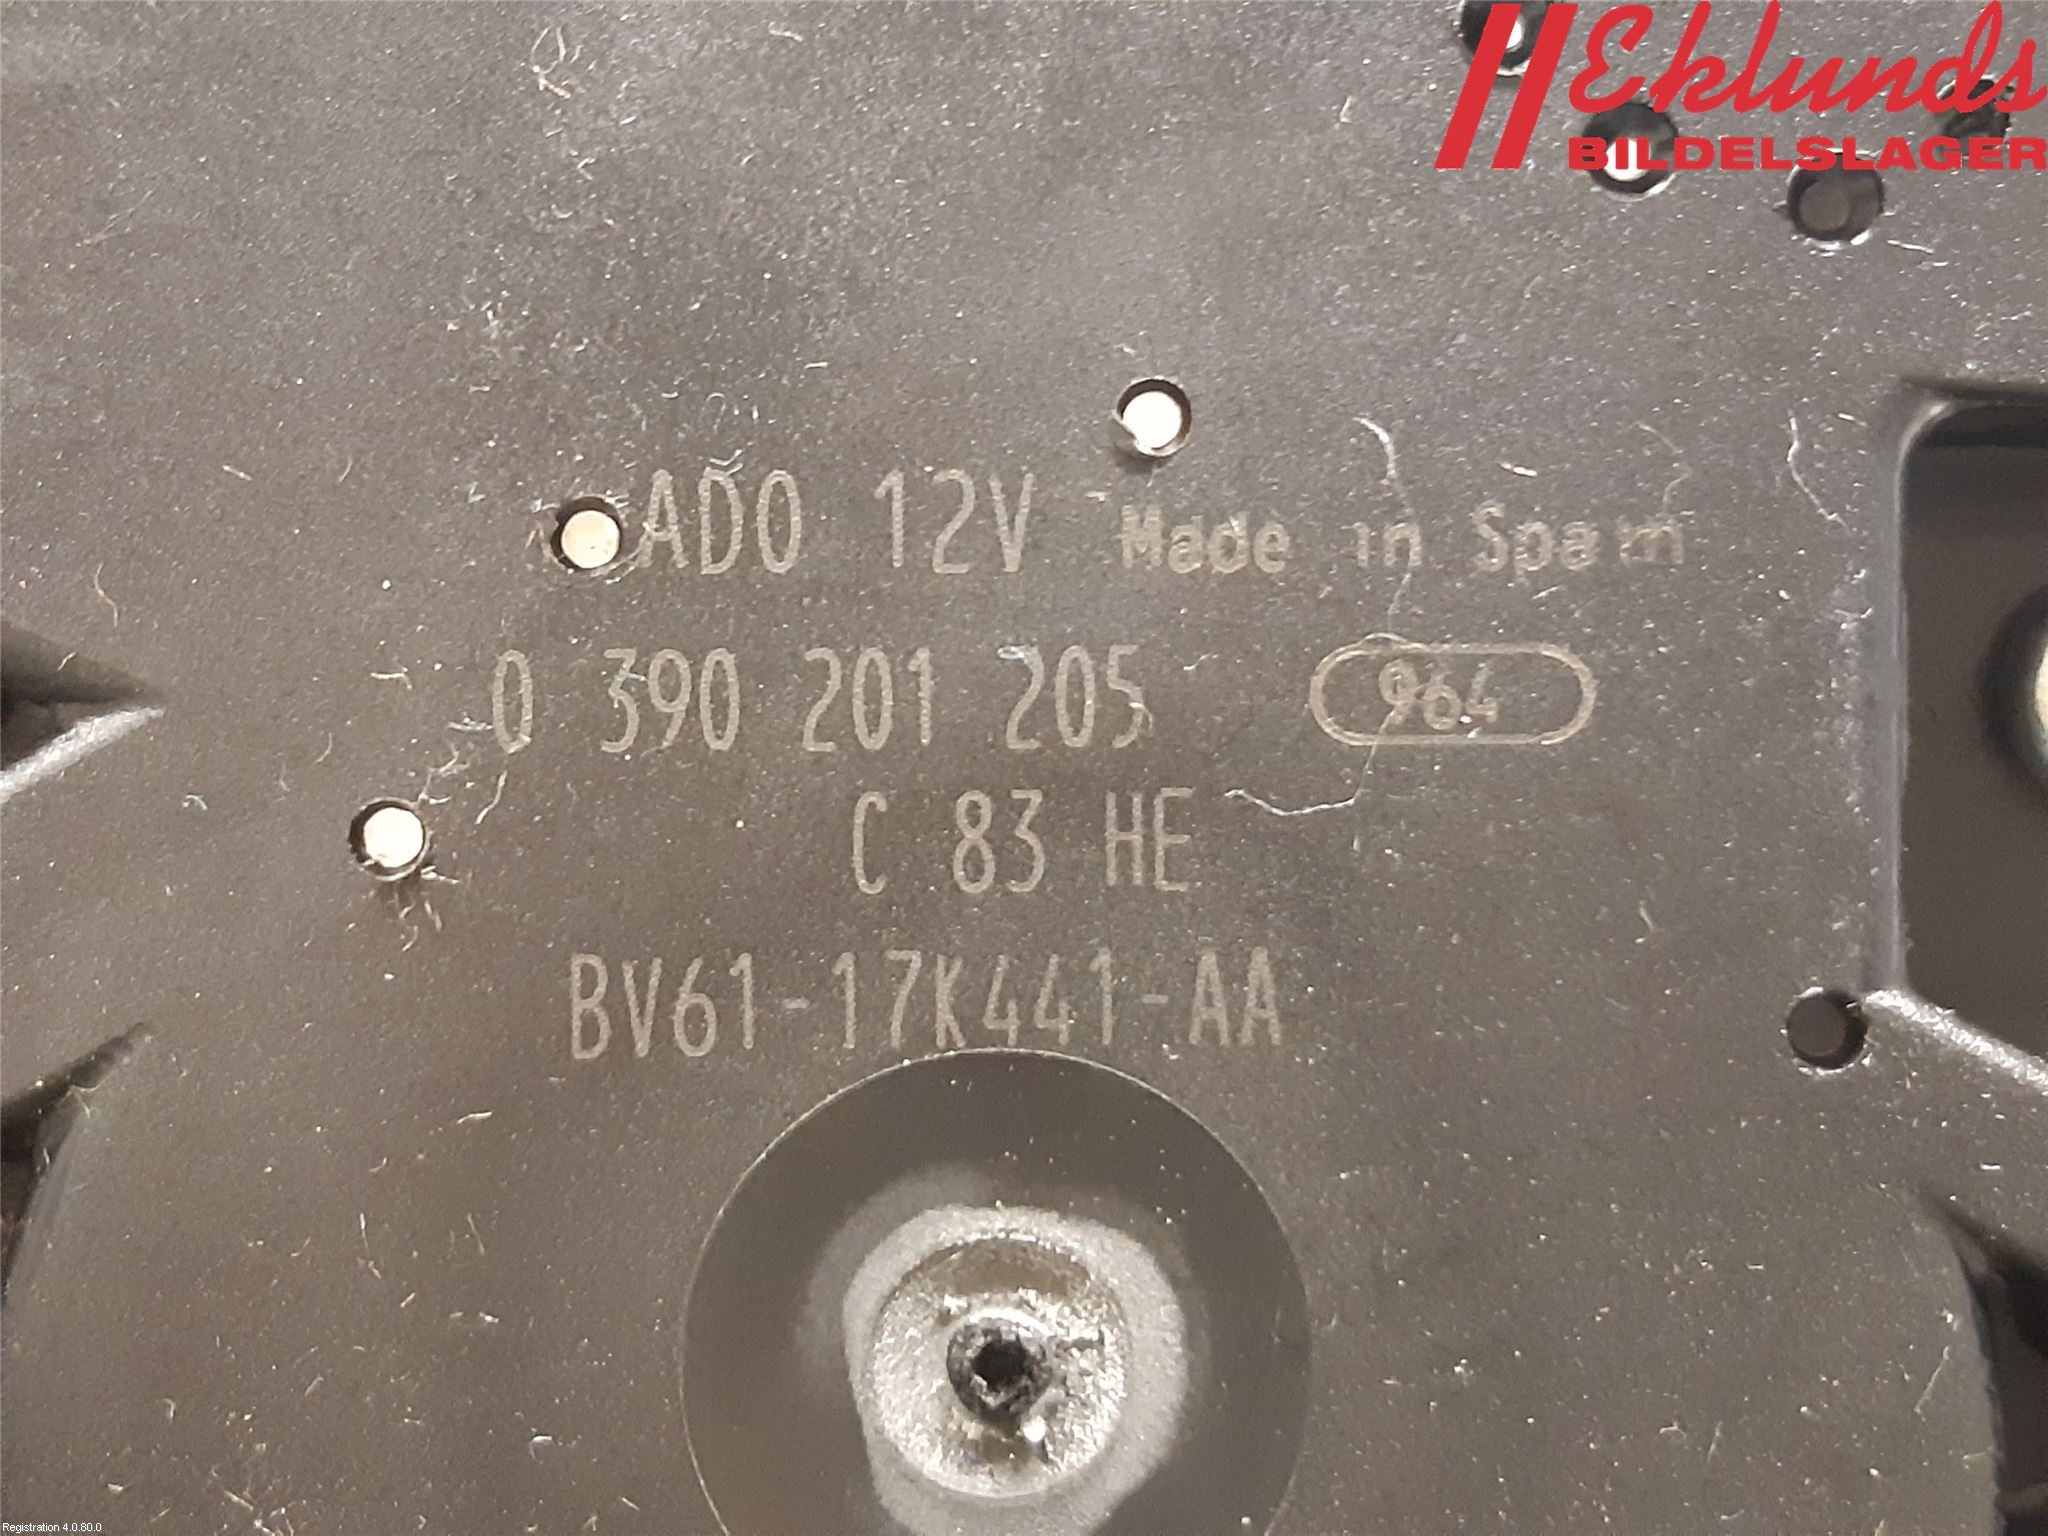 Eklunds
BILDELSLAGER
ADO 12V Made in Spain
0 390 201 205 964
C 83 HE
BV61-17K441-AA
Registration 4.0.80.0